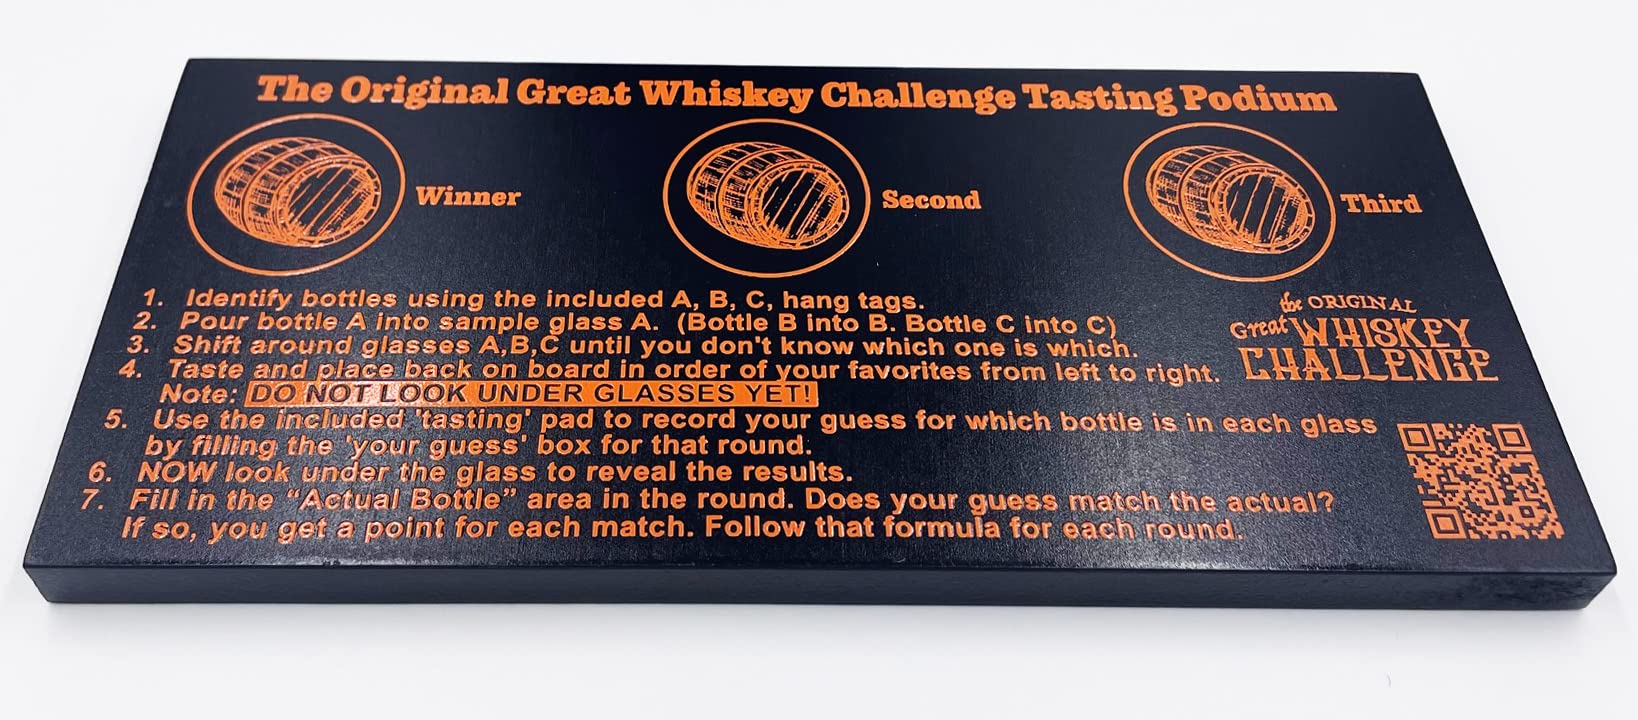 The Original Great Whiskey Challenge Tasting Podium
Winner
Second
Third
1. Identify bottles using the included A, B, C, hang tags.
2. Pour bottle A into sample glass A. (Bottle B into B. Bottle C into C)
3. Shift around glasses A,B,C until you don't know which one is which.
4. Taste and place back on board in order of your favorites from left to right.
Note: DO NOT LOOK UNDER GLASSES YET!
5. Use the included 'tasting' pad to record your guess for which bottle is in each glass
by filling the 'your guess' box for that round.
6. NOW look under the glass to reveal the results.
7. Fill in the “Actual Bottle” area in the round. Does your guess match the actual?
If so, you get a point for each match. Follow that formula for each round.
the ORIGINAL
Great WHISKEY
CHALLENGE